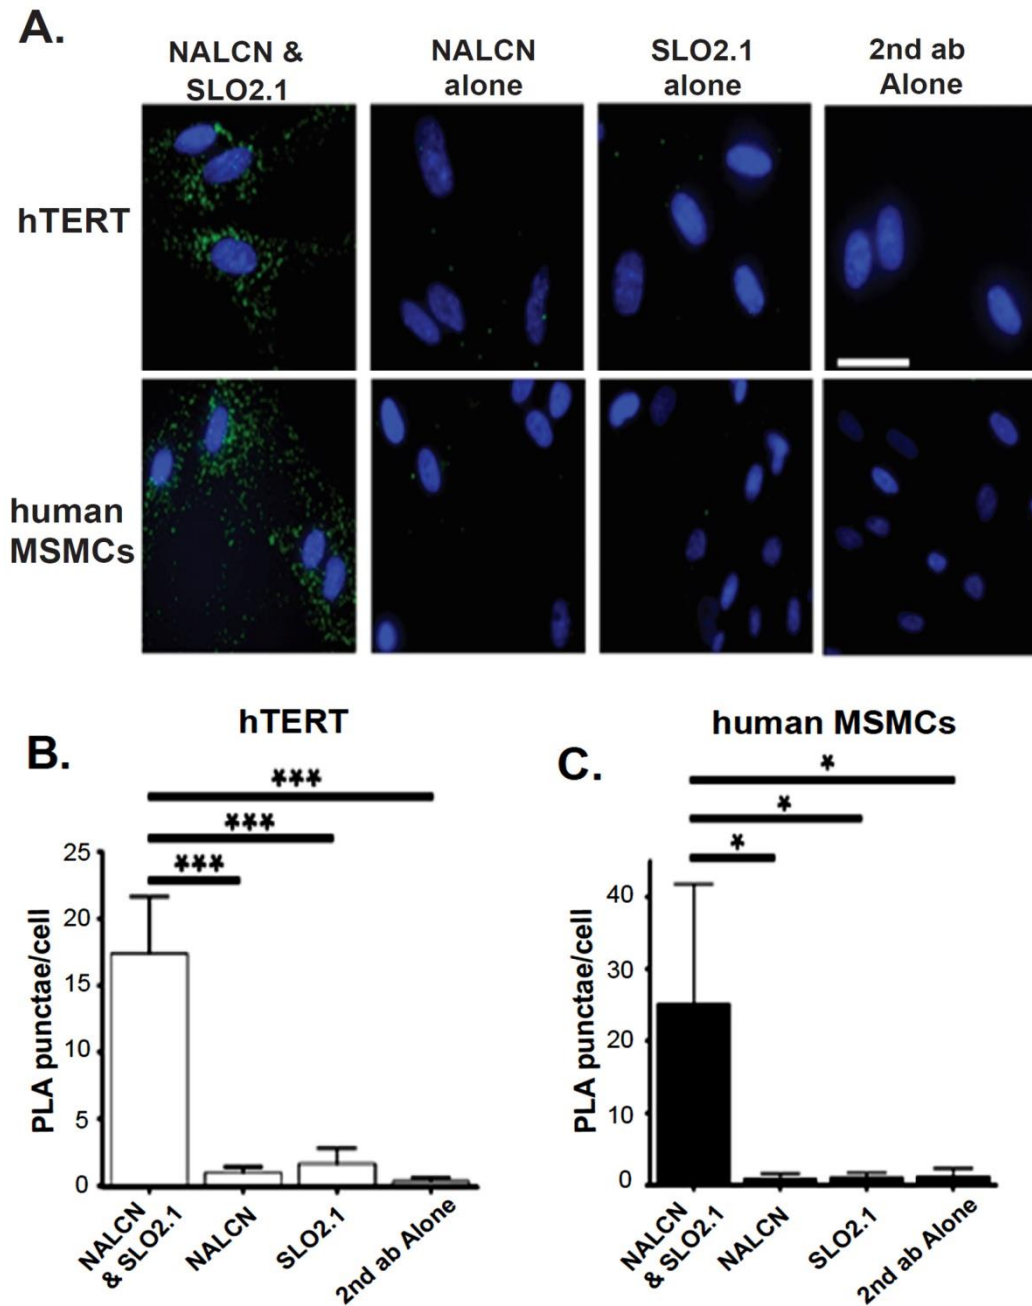 A.
NALCN &
SLO2.1
NALCN
alone
SLO2.1
alone
2nd ab
Alone
hTERT
human
MSMCs
B.
hTERT
***
***
***
PLA punctae/cell
25
20
15
10
5
0
NALCN
& SLO2.1
NALCN
SLO2.1
2nd ab Alone
C.
human MSMCs
*
*
*
PLA punctae/cell
40
30
20
10
0
NALCN
& SLO2.1
NALCN
SLO2.1
2nd ab Alone